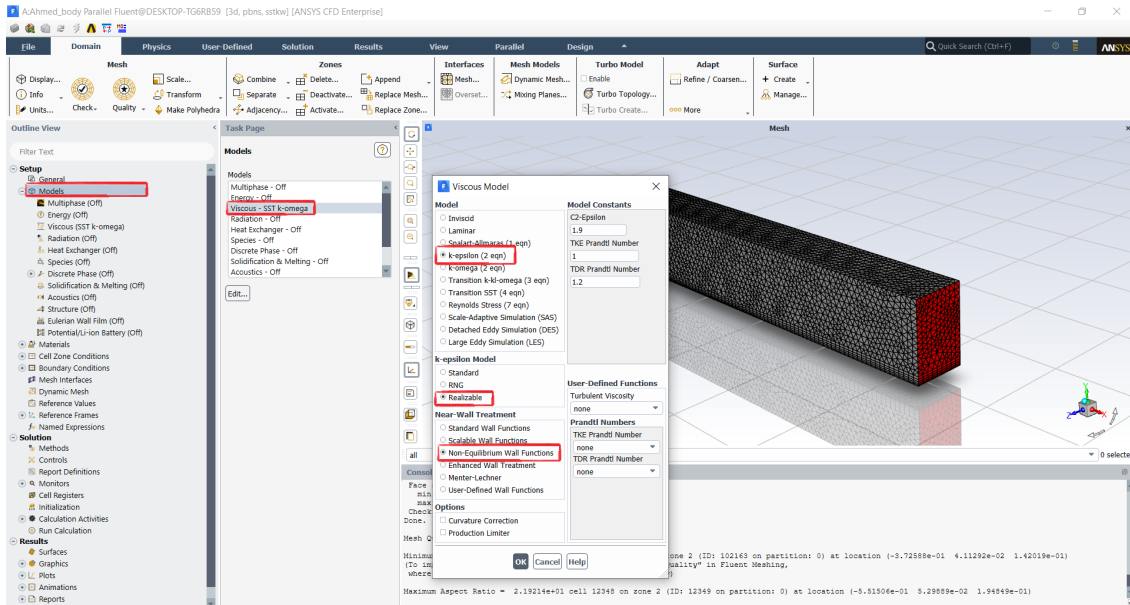 A:Ahmed_body Parallel Fluent@DESKTOP-TG6RB59 [3d, pbns, sstkw] [ANSYS CFD Enterprise]
File Domain Physics User-Defined Solution Results View Parallel Design Quick Search (Ctrl+F) ANSYS
Mesh Zones Interfaces Mesh Models Turbo Model Adapt Surface
Display... Scale... Combine Delete... Append Mesh... Dynamic Mesh... Enable Refine / Coarsen... Create
Info Transform Separate Deactivate... Replace Mesh... Overset... Mixing Planes... Turbo Topology... Manage...
Units... Check Quality Make Polyhedra Adjacency... Activate... Replace Zone... Turbo Create... More
Outline View
Filter Text
Setup
General
Models
Multiphase (Off)
Energy (Off)
Viscous (SST k-omega)
Radiation (Off)
Heat Exchanger (Off)
Species (Off)
Discrete Phase (Off)
Solidification & Melting (Off)
Acoustics (Off)
Structure (Off)
Eulerian Wall Film (Off)
Potential/Li-ion Battery (Off)
Materials
Cell Zone Conditions
Boundary Conditions
Mesh Interfaces
Dynamic Mesh
Reference Values
Reference Frames
Named Expressions
Solution
Methods
Controls
Report Definitions
Monitors
Cell Registers
Initialization
Calculation Activities
Run Calculation
Results
Surfaces
Graphics
Plots
Animations
Reports
Task Page
Models
Models
Multiphase - Off
Energy - Off
Viscous - SST k-omega
Radiation - Off
Heat Exchanger - Off
Species - Off
Discrete Phase - Off
Solidification & Melting - Off
Acoustics - Off
Edit...
Mesh
Viscous Model
Model
Inviscid
Laminar
Spalart-Allmaras (1 eqn)
k-epsilon (2 eqn)
k-omega (2 eqn)
Transition k-kl-omega (3 eqn)
Transition SST (4 eqn)
Reynolds Stress (7 eqn)
Scale-Adaptive Simulation (SAS)
Detached Eddy Simulation (DES)
Large Eddy Simulation (LES)
k-epsilon Model
Standard
RNG
Realizable
Near-Wall Treatment
Standard Wall Functions
Scalable Wall Functions
Non-Equilibrium Wall Functions
Enhanced Wall Treatment
Menter-Lechner
User-Defined Wall Functions
Options
Curvature Correction
Production Limiter
Model Constants
C2-Epsilon
1.9
TKE Prandtl Number
1
TDR Prandtl Number
1.2
User-Defined Functions
Turbulent Viscosity
none
Prandtl Numbers
TKE Prandtl Number
none
TDR Prandtl Number
none
OK Cancel Help
Y
X
Z
all
0 selecte
Consol
Face
min
max
Check
Done.
Mesh Q
Minimu one 2 (ID: 102163 on partition: 0) at location (-3.72588e-01 4.11292e-02 1.42019e-01)
(To im uality" in Fluent Meshing,
where
Maximum Aspect Ratio = 2.19214e+01 cell 12348 on zone 2 (ID: 12349 on partition: 0) at location (-5.51506e-01 5.29889e-02 1.94849e-01)